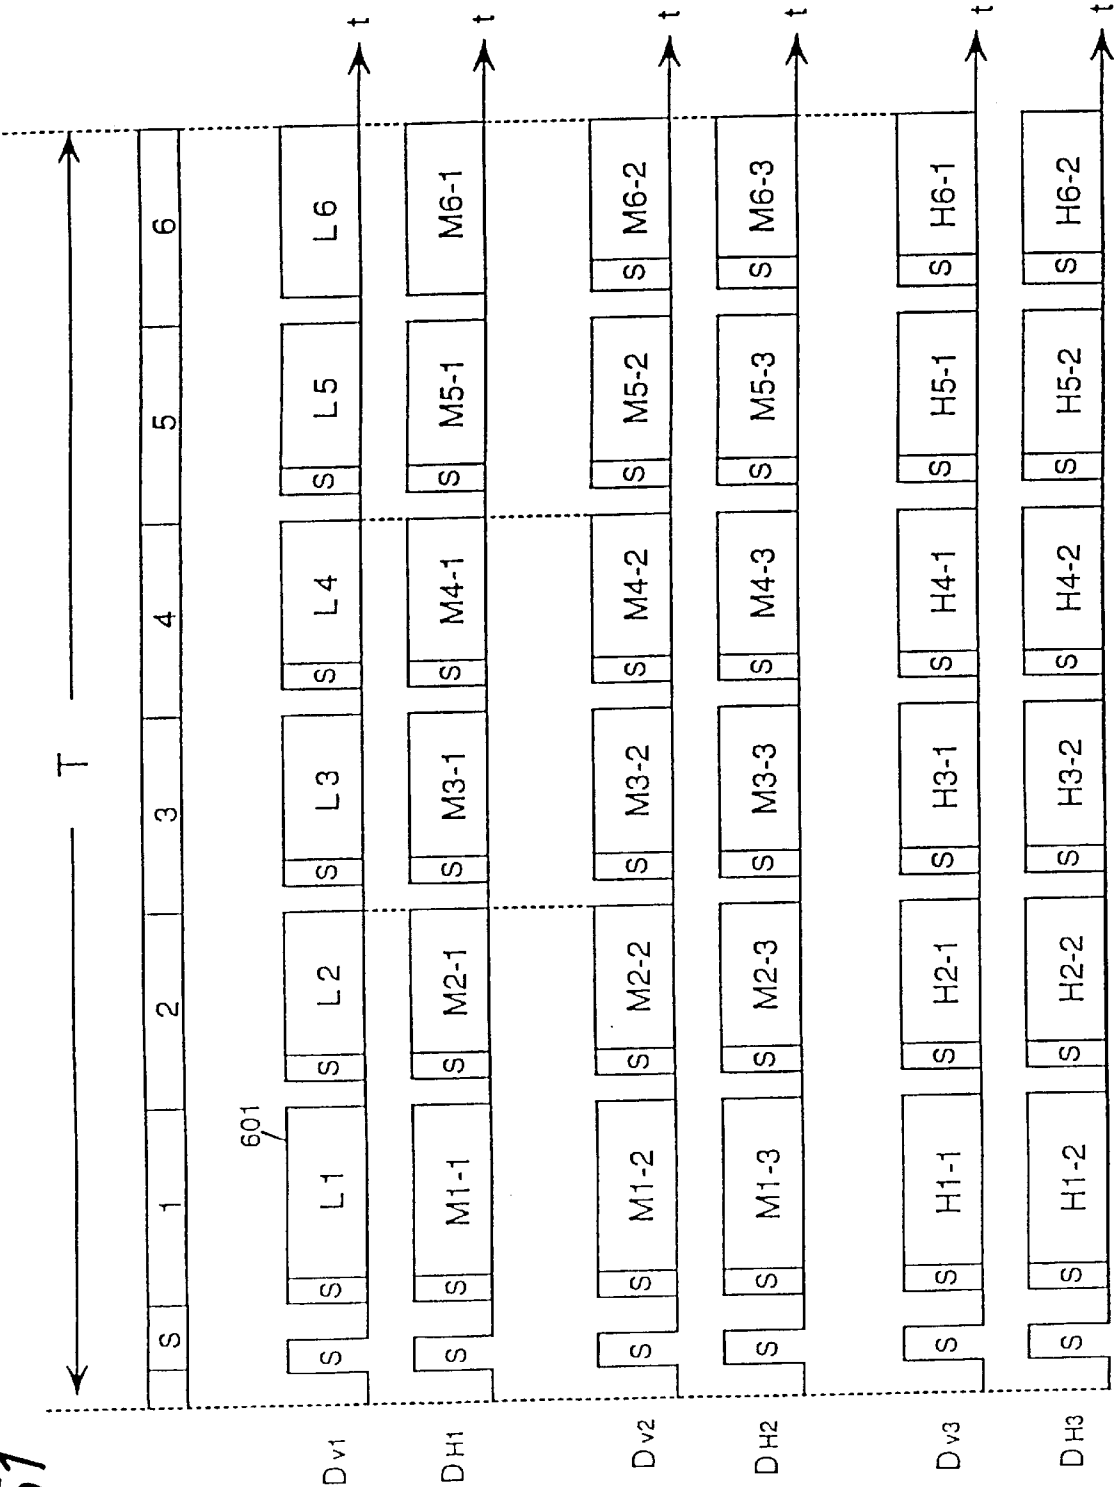 57
T
S 1 2 3 4 5 6
601
Dv1 S S L1 S L2 S L3 S L4 S L5 L6 t
DH1 S S M1-1 S M2-1 S M3-1 S M4-1 S M5-1 M6-1 t
Dv2 S S M1-2 S M2-2 S M3-2 S M4-2 S M5-2 S M6-2 t
DH2 S S M1-3 S M2-3 S M3-3 S M4-3 S M5-3 S M6-3 t
Dv3 S S H1-1 S H2-1 S H3-1 S H4-1 S H5-1 S H6-1 t
DH3 S S H1-2 S H2-2 S H3-2 S H4-2 S H5-2 S H6-2 t